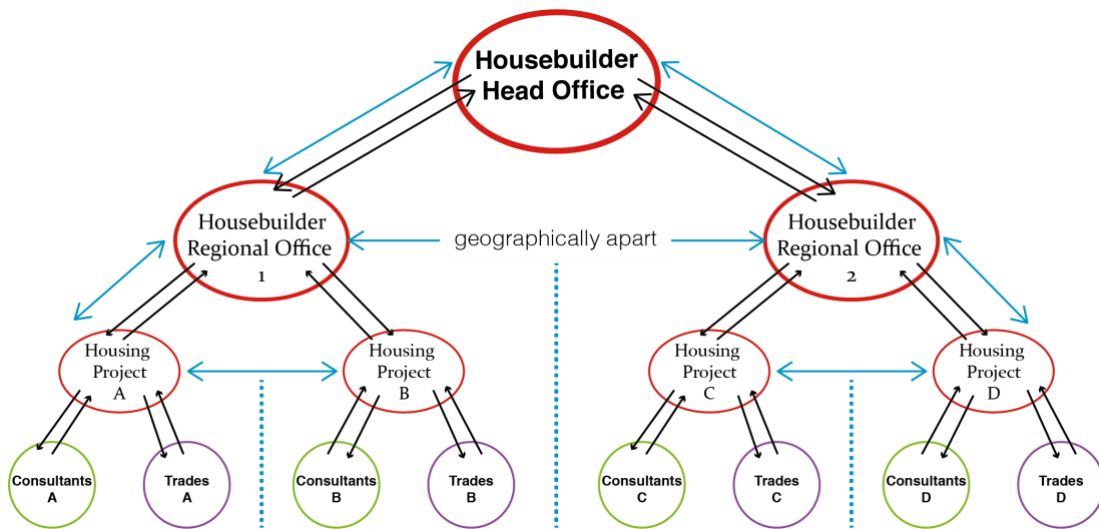 Housebuilder
Head Office
Housebuilder
Regional Office
1
geographically apart
Housebuilder
Regional Office
2
Housing
Project
A
Housing
Project
B
Housing
Project
C
Housing
Project
D
Consultants
A
Trades
A
Consultants
B
Trades
B
Consultants
C
Trades
C
Consultants
D
Trades
D